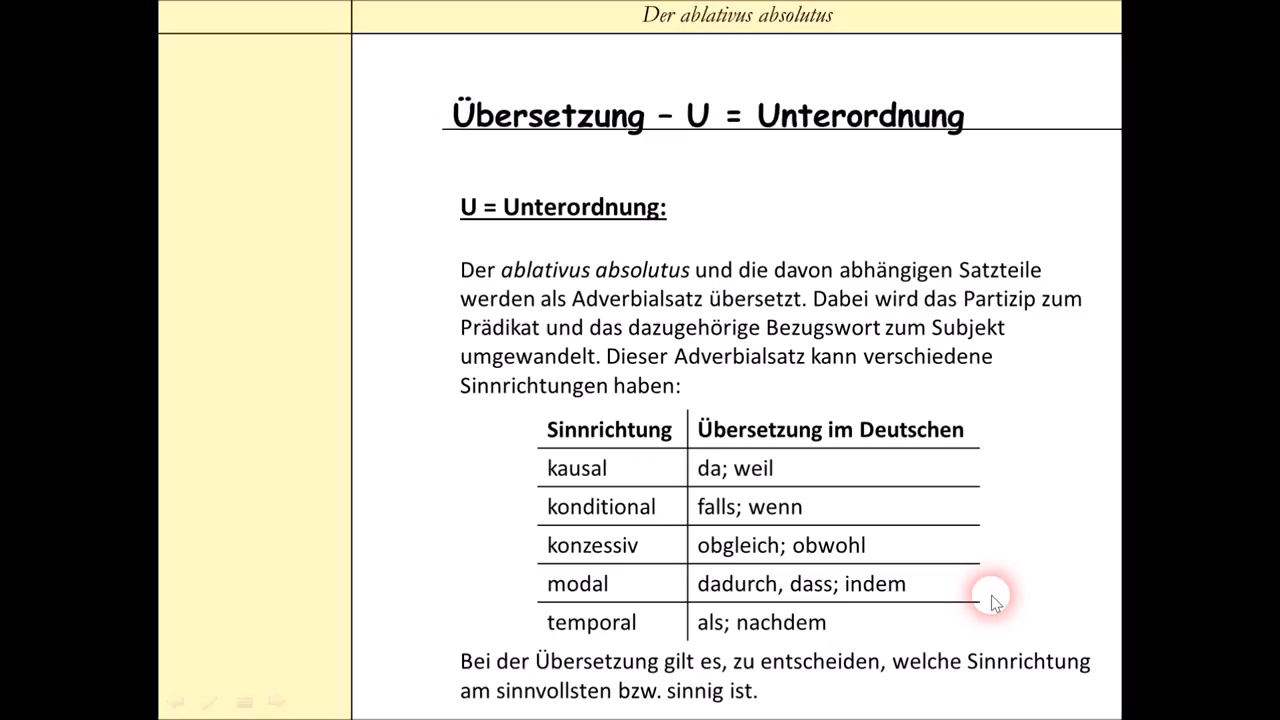 Der ablativus absolutus
Übersetzung – U = Unterordnung
U = Unterordnung:
Der ablativus absolutus und die davon abhängigen Satzteile
werden als Adverbialsatz übersetzt. Dabei wird das Partizip zum
Prädikat und das dazugehörige Bezugswort zum Subjekt
umgewandelt. Dieser Adverbialsatz kann verschiedene
Sinnrichtungen haben:
Sinnrichtung Übersetzung im Deutschen
kausal da; weil
konditional falls; wenn
konzessiv obgleich; obwohl
modal dadurch, dass; indem
temporal als; nachdem
Bei der Übersetzung gilt es, zu entscheiden, welche Sinnrichtung
am sinnvollsten bzw. sinnig ist.